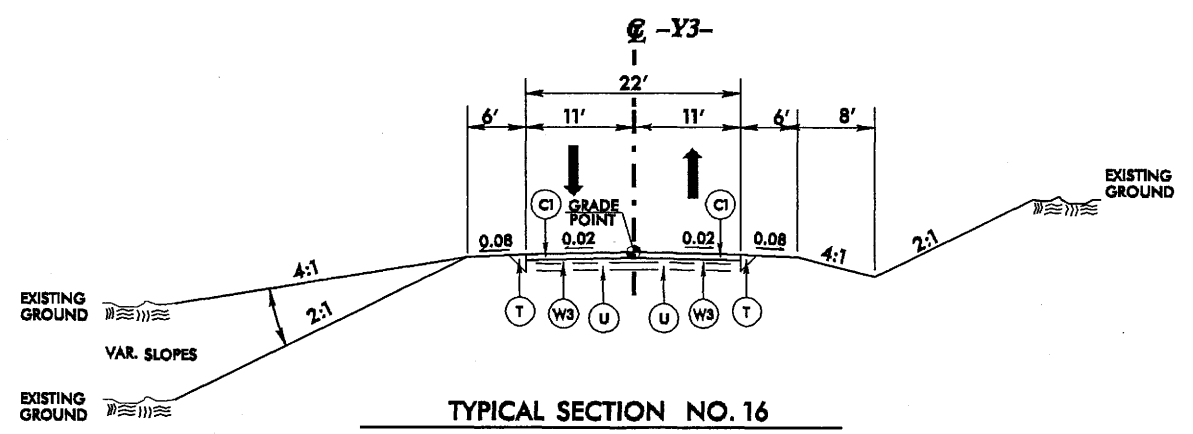 ℄ –Y3–
22'
6' 11' 11' 6' 8'
EXISTING
GROUND
C1 GRADE
POINT C1
0.08 0.02 0.02 0.08
4:1 2:1
4:1
EXISTING
GROUND
2:1
T W3 U U W3 T
VAR. SLOPES
EXISTING
GROUND
TYPICAL SECTION NO. 16